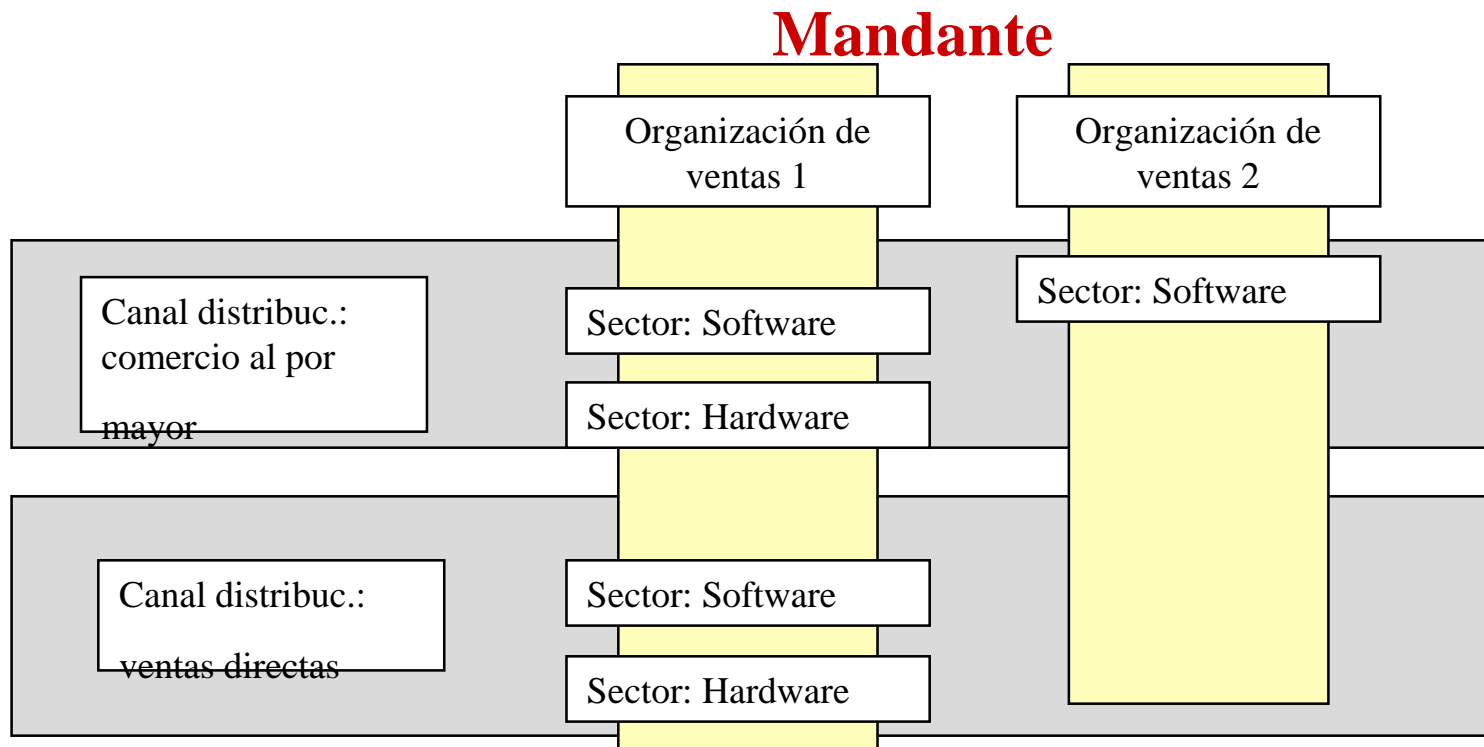 Mandante
Organización de
ventas 1
Organización de
ventas 2
Canal distribuc.:
comercio al por
mayor
Sector: Software
Sector: Hardware
Sector: Software
Canal distribuc.:
ventas directas
Sector: Software
Sector: Hardware